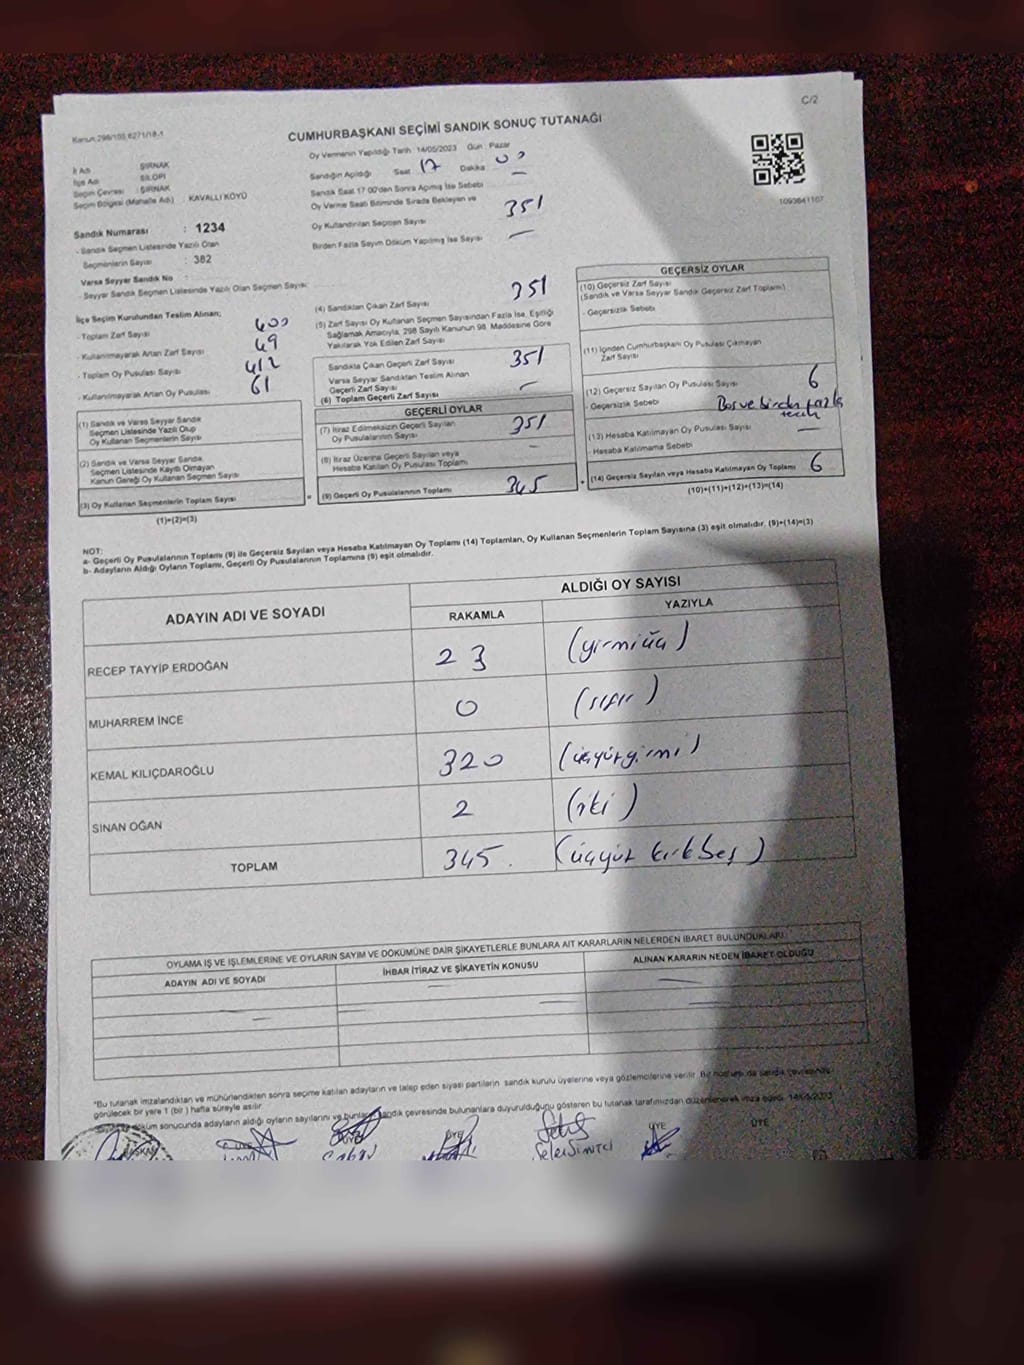 C/2
Kanun:298/105,6271/18-1
CUMHURBAŞKANI SEÇİMİ SANDIK SONUÇ TUTANAĞI
İl Adı : ŞIRNAK
İlçe Adı : SİLOPİ
Seçim Çevresi : ŞIRNAK
Seçim Bölgesi (Mahalle Adı) : KAVALLI KÖYÜ
Sandık Numarası : 1234
- Sandık Seçmen Listesinde Yazılı Olan
Seçmenlerin Sayısı : 382
Varsa Seyyar Sandık No :
- Seyyar Sandık Seçmen Listesinde Yazılı Olan Seçmen Sayısı:
Oy Vermenin Yapıldığı Tarih :14/05/2023 Gün : Pazar
Sandığın Açıldığı Saat 17 Dakika 00
Sandık Saat 17:00'den Sonra Açılmış İse Sebebi —
Oy Verme Saati Bitiminde Sırada Bekleyen ve
Oy Kullandırılan Seçmen Sayısı 351
Birden Fazla Sayım Döküm Yapılmış İse Sayısı —
1093641107
İlçe Seçim Kurulundan Teslim Alınan;
- Toplam Zarf Sayısı 400
- Kullanılmayarak Artan Zarf Sayısı 49
- Toplam Oy Pusulası Sayısı 412
- Kullanılmayarak Artan Oy Pusulası 61
(1) Sandık ve Varsa Seyyar Sandık
Seçmen Listesinde Yazılı Olup
Oy Kullanan Seçmenlerin Sayısı
(2) Sandık ve Varsa Seyyar Sandık
Seçmen Listesinde Kayıtlı Olmayan
Kanun Gereği Oy Kullanan Seçmen Sayısı
(3) Oy Kullanan Seçmenlerin Toplam Sayısı
(1)+(2)=(3)
(4) Sandıktan Çıkan Zarf Sayısı 351
(5) Zarf Sayısı Oy Kullanan Seçmen Sayısından Fazla İse, Eşitliği
Sağlamak Amacıyla, 298 Sayılı Kanunun 98. Maddesine Göre
Yakılarak Yok Edilen Zarf Sayısı
Sandıkta Çıkan Geçerli Zarf Sayısı 351
Varsa Seyyar Sandıktan Teslim Alınan
Geçerli Zarf Sayısı —
(6) Toplam Geçerli Zarf Sayısı
GEÇERLİ OYLAR
(7) İtiraz Edilmeksizin Geçerli Sayılan
Oy Pusulalarının Sayısı 351
(8) İtiraz Üzerine Geçerli Sayılan veya
Hesaba Katılan Oy Pusulası Toplamı —
= (9) Geçerli Oy Pusulalarının Toplamı 345
GEÇERSİZ OYLAR
(10) Geçersiz Zarf Sayısı
(Sandık ve Varsa Seyyar Sandık Geçersiz Zarf Toplamı)
- Geçersizlik Sebebi
(11) İçinden Cumhurbaşkanı Oy Pusulası Çıkmayan
Zarf Sayısı
(12) Geçersiz Sayılan Oy Pusulası Sayısı 6
- Geçersizlik Sebebi Boş ve birden fazla
tercih
(13) Hesaba Katılmayan Oy Pusulası Sayısı —
- Hesaba Katılmama Sebebi
+ (14) Geçersiz Sayılan veya Hesaba Katılmayan Oy Toplamı 6
(10)+(11)+(12)+(13)=(14)
NOT:
a- Geçerli Oy Pusulalarının Toplamı (9) ile Geçersiz Sayılan veya Hesaba Katılmayan Oy Toplamı (14) Toplamları, Oy Kullanan Seçmenlerin Toplam Sayısına (3) eşit olmalıdır. (9)+(14)=(3)
b- Adayların Aldığı Oyların Toplamı, Geçerli Oy Pusulalarının Toplamına (9) eşit olmalıdır.
ADAYIN ADI VE SOYADI
ALDIĞI OY SAYISI
RAKAMLA YAZIYLA
RECEP TAYYİP ERDOĞAN 23 (yirmiüç)
MUHARREM İNCE 0 (sıfır)
KEMAL KILIÇDAROĞLU 320 (üçyüzyirmi)
SİNAN OĞAN 2 (iki)
TOPLAM 345. (üçyüz kırkbeş)
OYLAMA İŞ VE İŞLEMLERİNE VE OYLARIN SAYIM VE DÖKÜMÜNE DAİR ŞİKAYETLERLE BUNLARA AİT KARARLARIN NELERDEN İBARET BULUNDUKLARI
ADAYIN ADI VE SOYADI İHBAR İTİRAZ VE ŞİKAYETİN KONUSU ALINAN KARARIN NEDEN İBARET OLDUĞU
*Bu tutanak imzalandıktan ve mühürlendikten sonra seçime katılan adayların ve talep eden siyasi partilerin sandık kurulu üyelerine veya gözlemcilerine verilir. Bir nüshası da sandık çevresinde
görülecek bir yere 1 (bir) hafta süreyle asılır.
döküm sonucunda adayların aldığı oyların sayılarını ve bunların sandık çevresinde bulunanlara duyurulduğunu gösteren bu tutanak tarafımızdan düzenlenerek imza edildi. 14/05/2023
BAŞKAN ÜYE ÜYE ÜYE ÜYE ÜYE